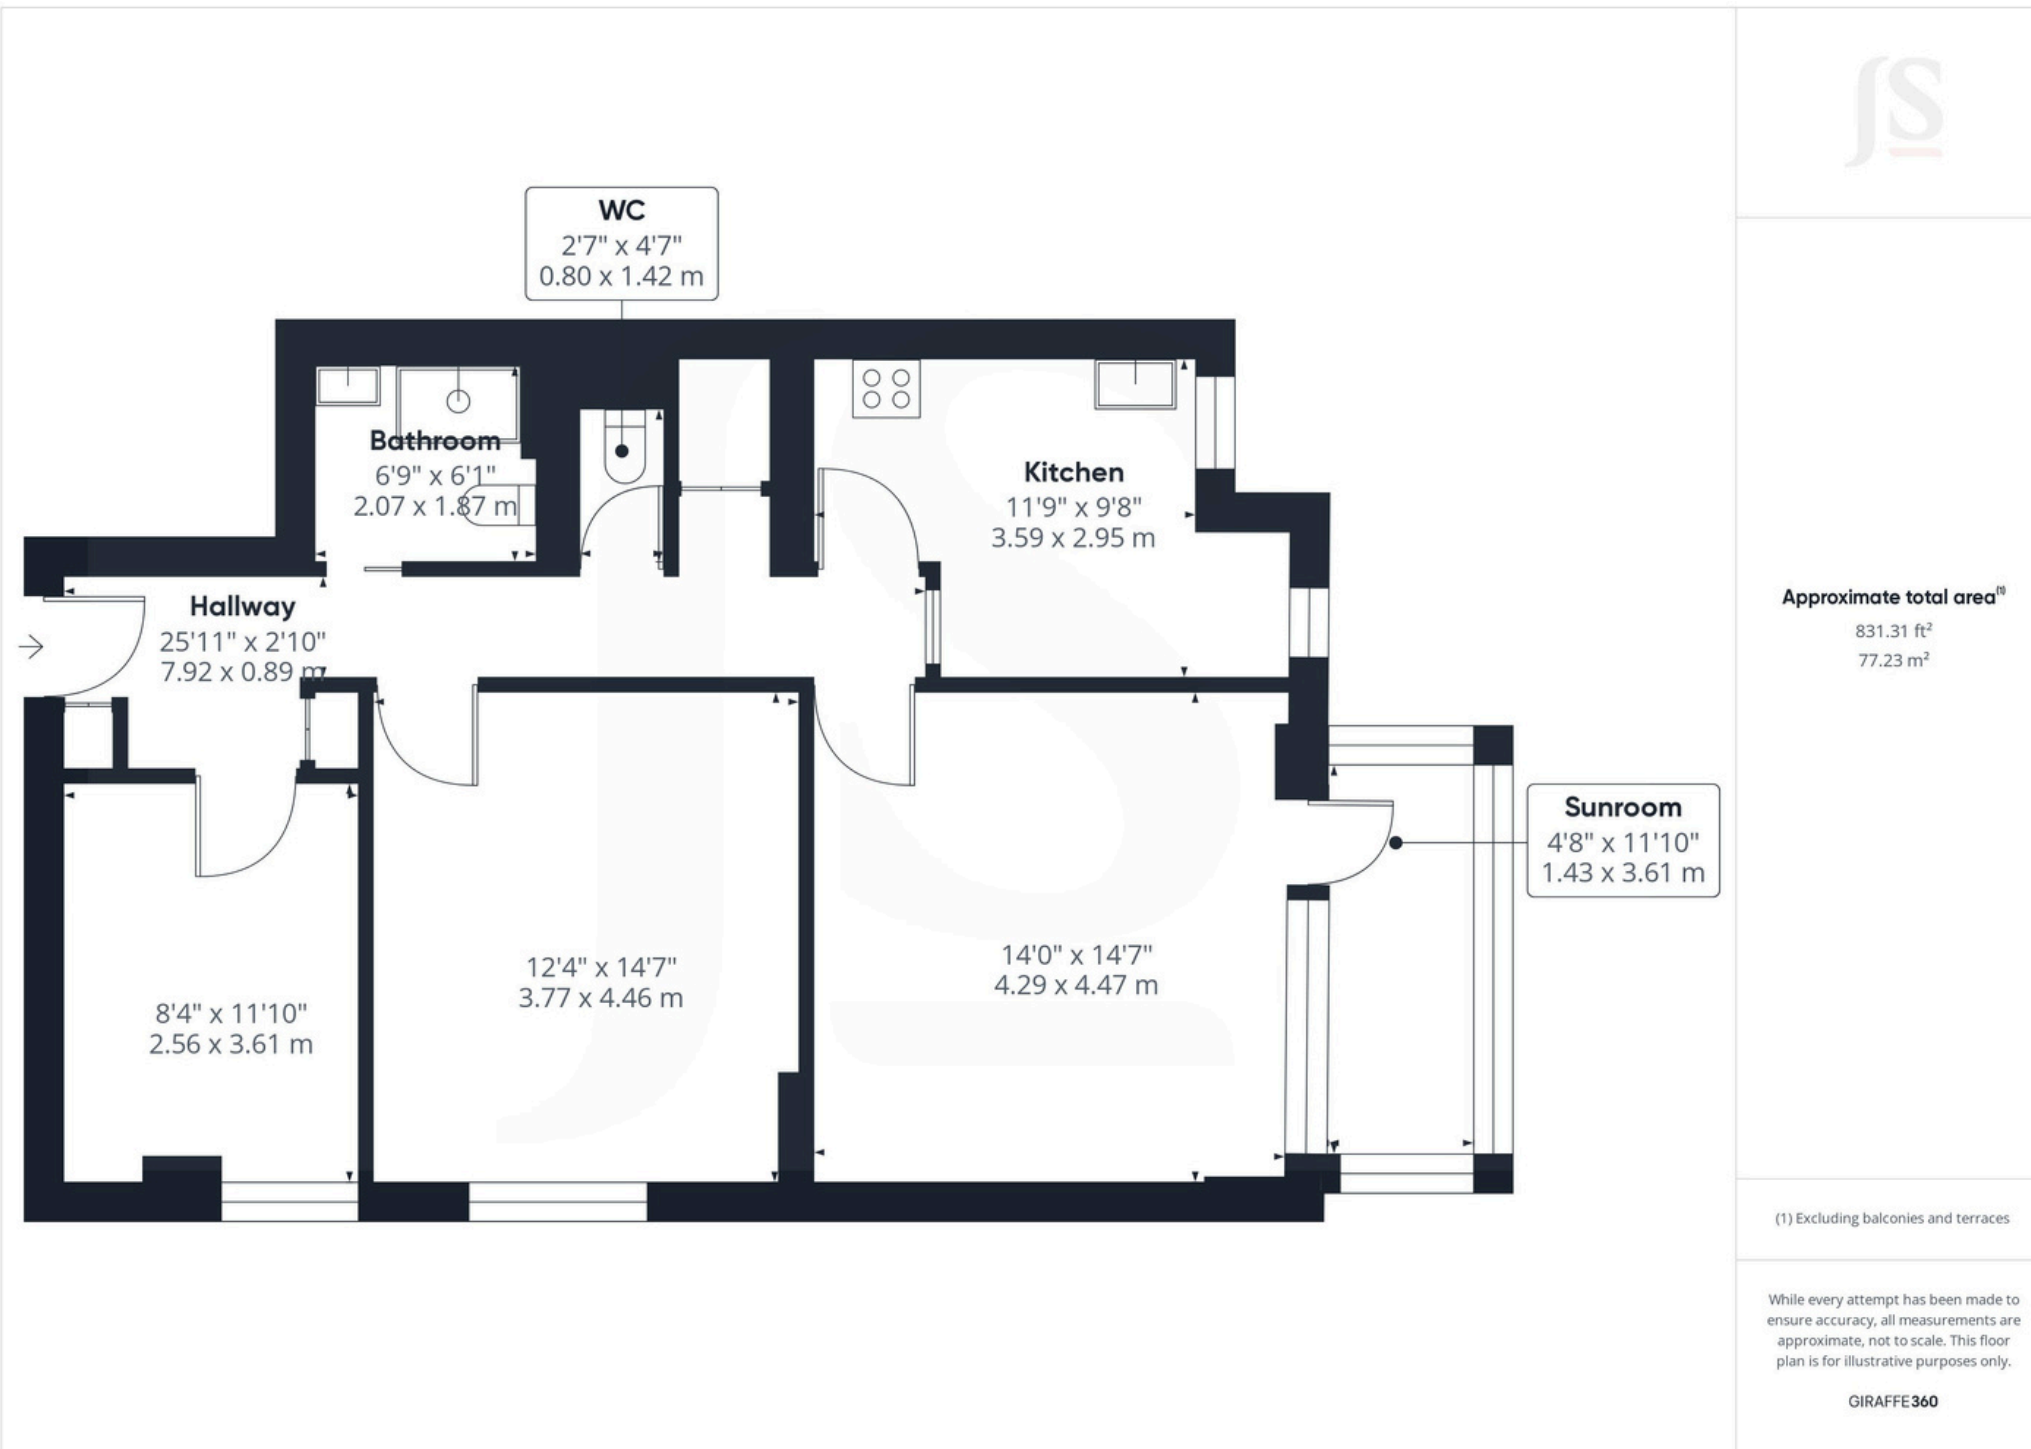 JS
WC
2'7" x 4'7"
0.80 x 1.42 m
Bathroom
6'9" x 6'1"
2.07 x 1.87 m
Kitchen
11'9" x 9'8"
3.59 x 2.95 m
Hallway
25'11" x 2'10"
7.92 x 0.89 m
Sunroom
4'8" x 11'10"
1.43 x 3.61 m
8'4" x 11'10"
2.56 x 3.61 m
12'4" x 14'7"
3.77 x 4.46 m
14'0" x 14'7"
4.29 x 4.47 m
Approximate total area(1)
831.31 ft²
77.23 m²
(1) Excluding balconies and terraces
While every attempt has been made to
ensure accuracy, all measurements are
approximate, not to scale. This floor
plan is for illustrative purposes only.
GIRAFFE360